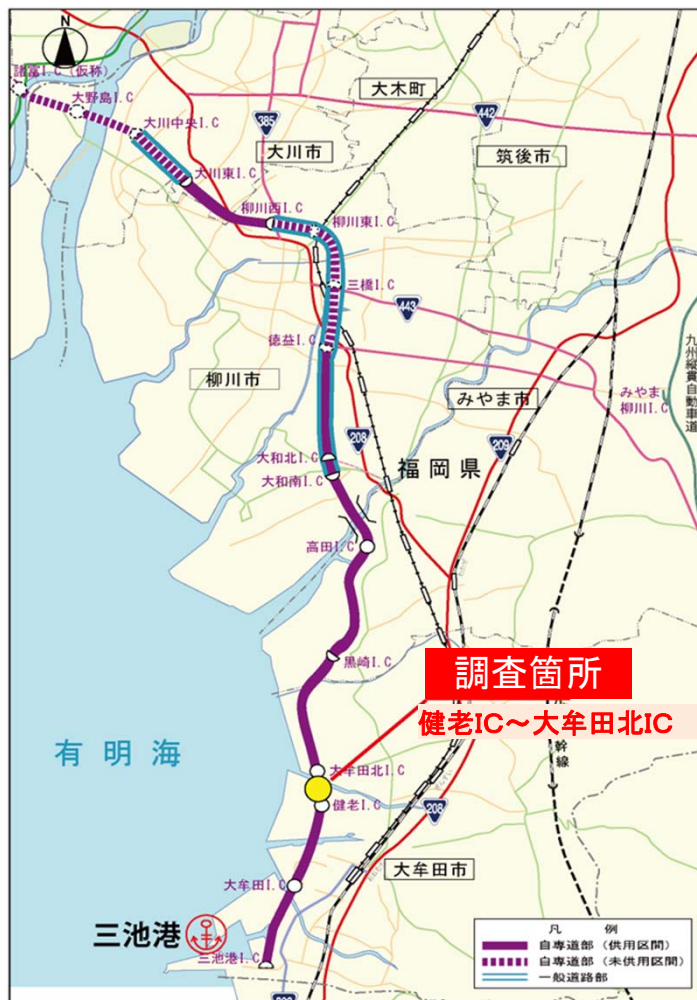 N
諸富I.C（仮称）
大野島I.C
大川中央I.C
大木町
385
442
大川市
筑後市
大川東I.C
柳川西I.C
柳川東I.C
三橋I.C
443
徳益I.C
九州縦貫自動車道
柳川市
みやま市
みやま
柳川I.C
208
209
大和北I.C
福岡県
大和南I.C
高田I.C
黒崎I.C
調査箇所
健老IC～大牟田北IC
幹線
有明海
大牟田北I.C
健老I.C
208
大牟田市
大牟田I.C
三池港
三池港I.C
凡例
自専道部（供用区間）
自専道部（未供用区間）
一般道路部